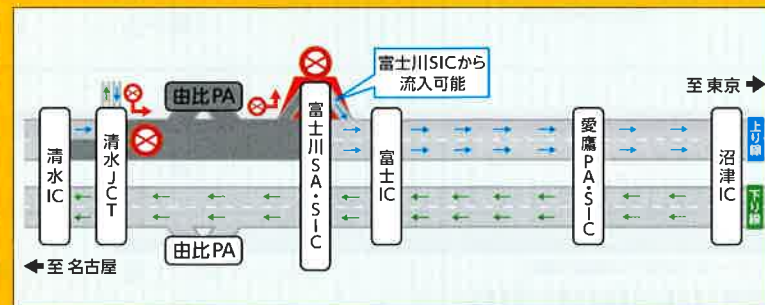 富士川SICから
流入可能
至 東京
由比PA
清水IC
清水JCT
富士川SA・SIC
富士IC
愛鷹PA・SIC
沼津IC
上り線
下り線
由比PA
至 名古屋